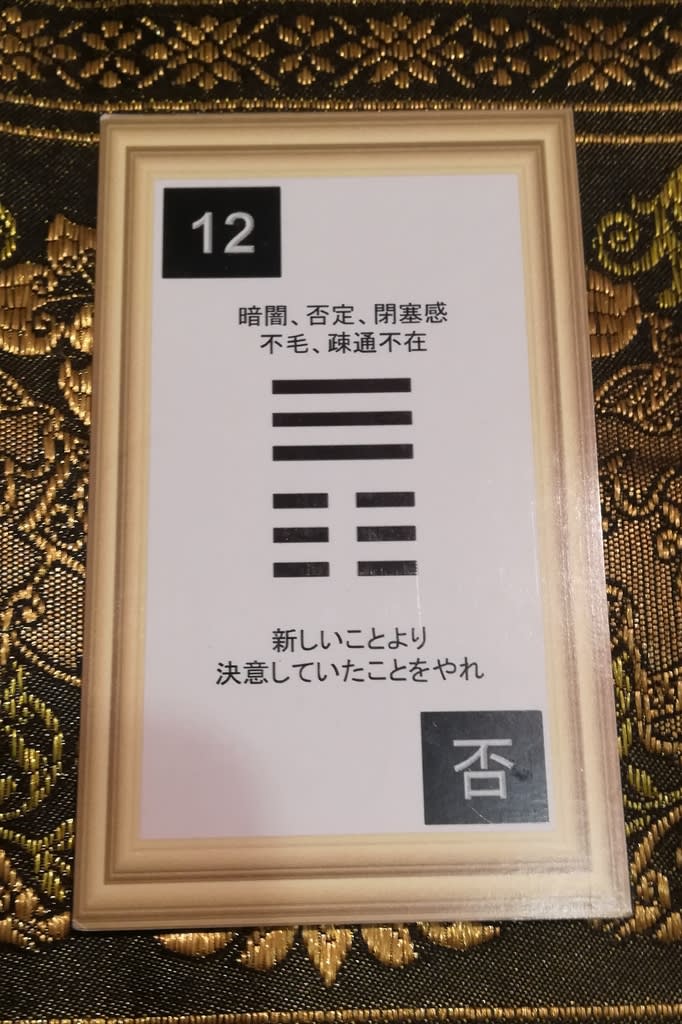 12
暗闇、否定、閉塞感
不毛、疎通不在
新しいことより
決意していたことをやれ
否